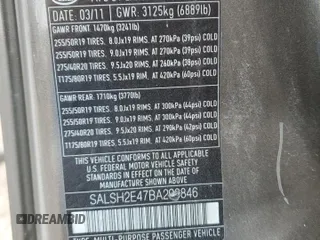 DATE: 03/11 GWR: 3125kg (6889lb)
GAWR FRONT: 1470kg (3241lb)
255/50R19 TIRES. 8.0Jx19 RIMS. AT 270kPa (39psi) COLD
255/50R19 TIRES. 9.0Jx19 RIMS. AT 270kPa (39psi) COLD
275/40R20 TIRES. 9.5Jx20 RIMS. AT 260kPa (38psi) COLD
T175/80R19 TIRES. 5.5Jx19 RIM. AT 420kPa (60psi) COLD
GAWR REAR: 1710kg (3770lb)
255/50R19 TIRES. 8.0Jx19 RIMS. AT 300kPa (44psi) COLD
255/50R19 TIRES. 9.0Jx19 RIMS. AT 300kPa (44psi) COLD
275/40R20 TIRES. 9.5Jx20 RIMS. AT 290kPa (42psi) COLD
T175/80R19 TIRES. 5.5Jx19 RIM. AT 420kPa (60psi) COLD
THIS VEHICLE CONFORMS TO ALL APPLICABLE
U.S. FEDERAL MOTOR VEHICLE SAFETY
STANDARDS IN EFFECT ON THE DATE OF
MANUFACTURE SHOWN ABOVE
SALSH2E47BA 846
TYPE:
MULTI-PURPOSE PASSENGER VEHICLE
AUTOHISTORY